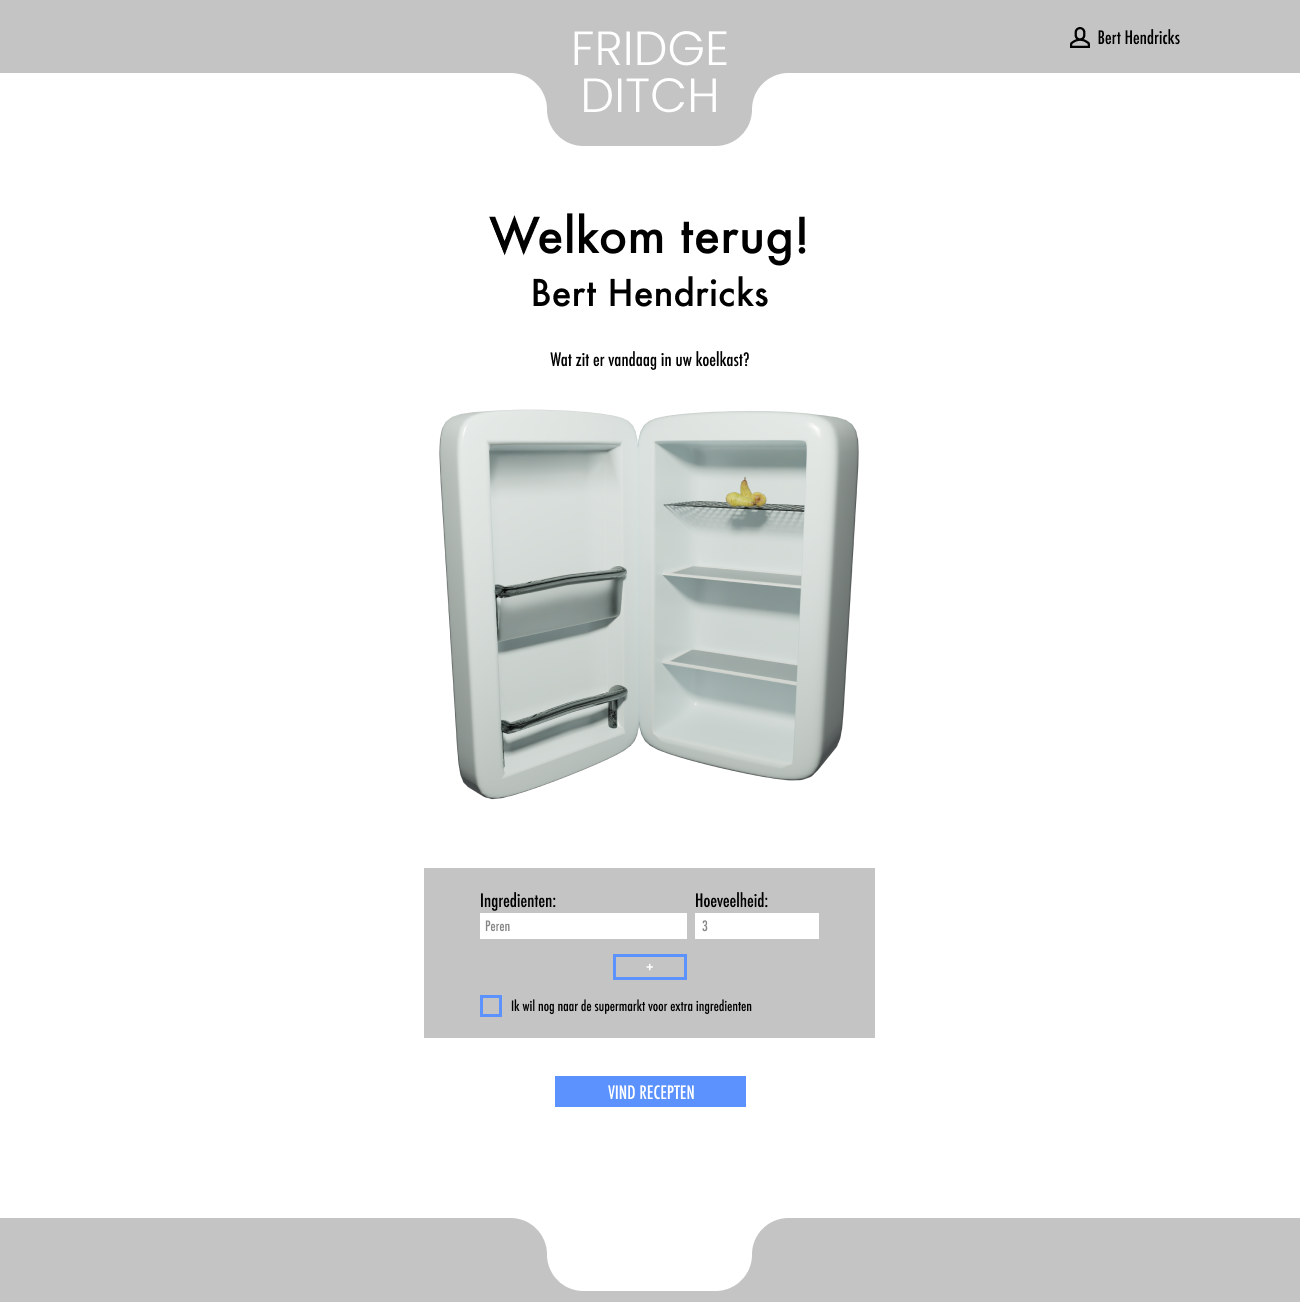 FRIDGE
DITCH
Bert Hendricks
Welkom terug!
Bert Hendricks
Wat zit er vandaag in uw koelkast?
Ingredienten: Hoeveelheid:
Peren 3
+
Ik wil nog naar de supermarkt voor extra ingredienten
VIND RECEPTEN